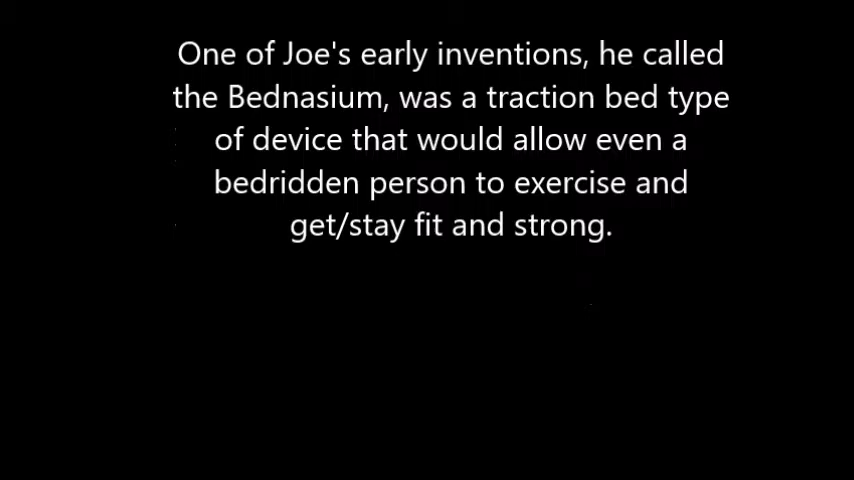 One of Joe's early inventions, he called
the Bednasium, was a traction bed type
of device that would allow even a
bedridden person to exercise and
get/stay fit and strong.